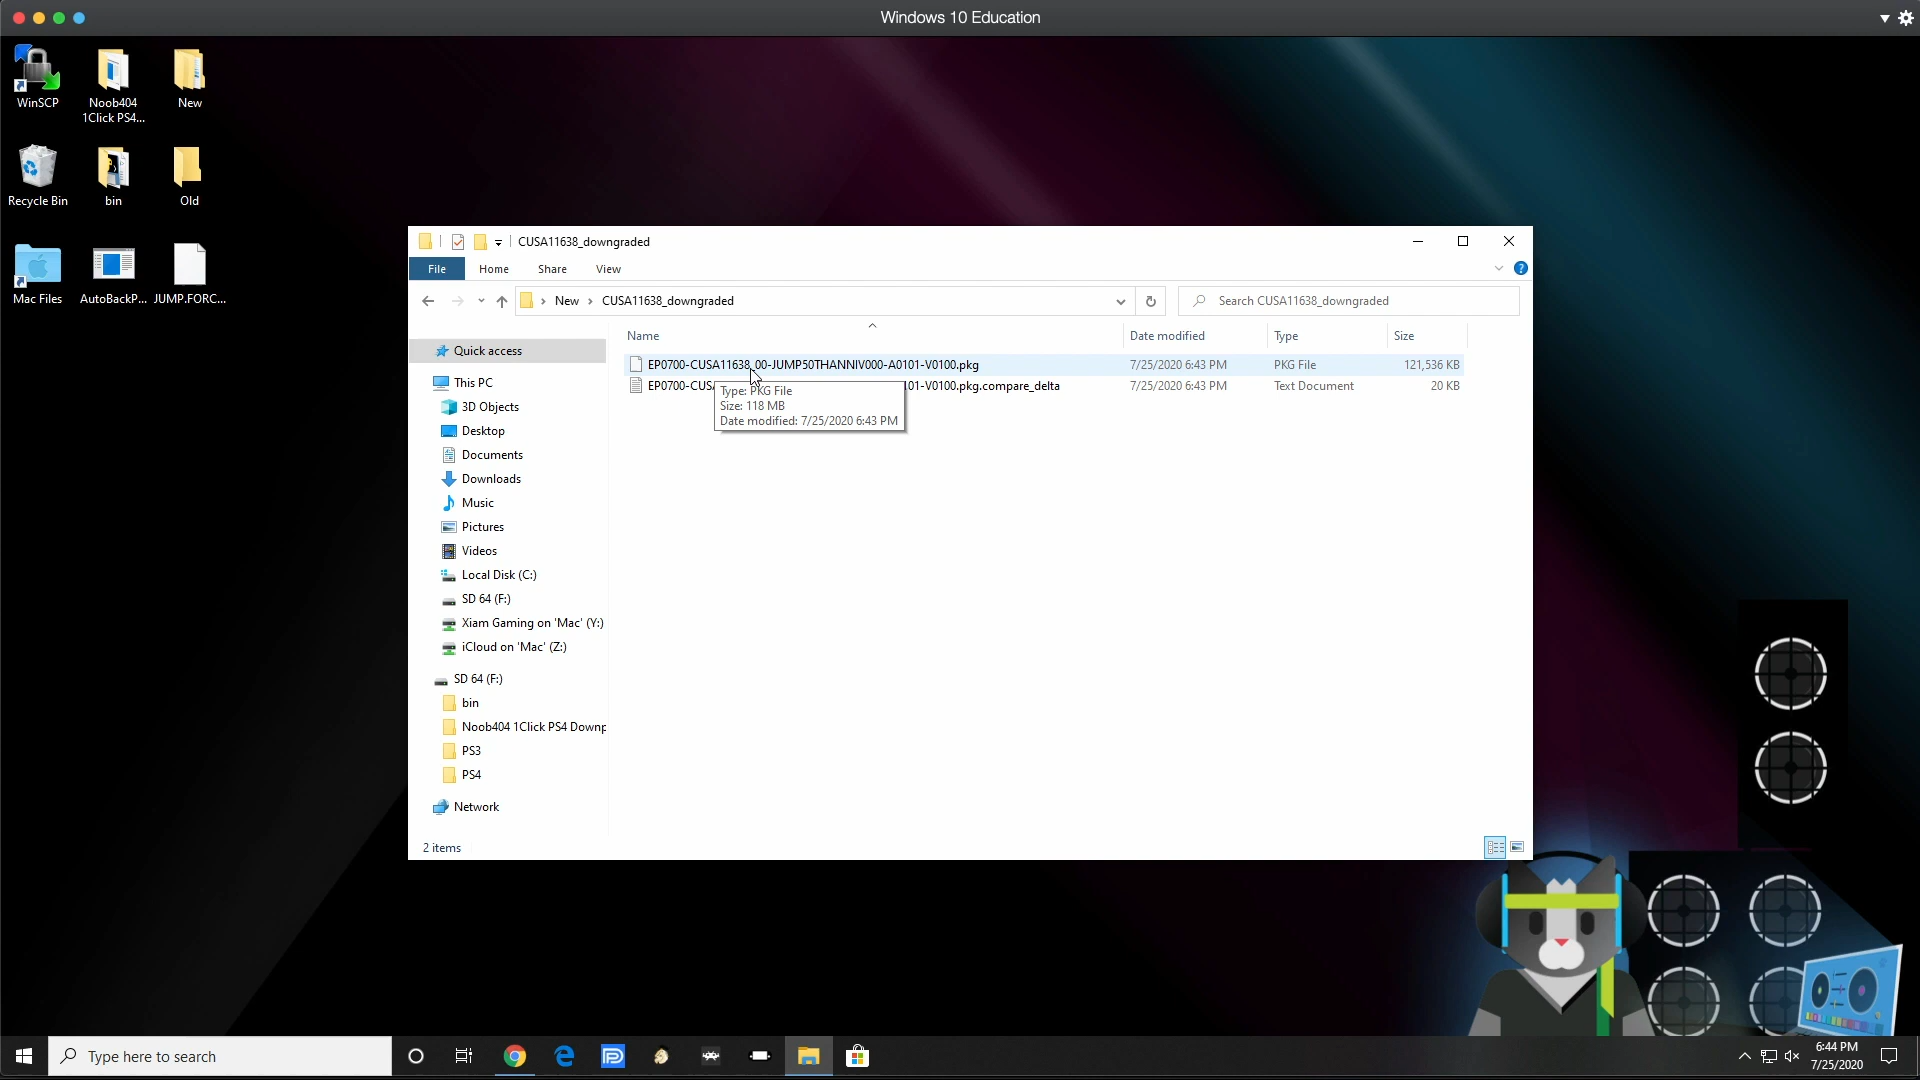 Windows 10 Education
WinSCP
Noob404
1Click PS4...
New
Recycle Bin
bin
Old
Mac Files
AutoBackP...
JUMP.FORC...
CUSA11638_downgraded
File
Home
Share
View
New
CUSA11638_downgraded
Search CUSA11638_downgraded
Name
Date modified
Type
Size
EP0700-CUSA11638_00-JUMP50THANNIV000-A0101-V0100.pkg
7/25/2020 6:43 PM
PKG File
121,536 KB
EP0700-CUSA
101-V0100.pkg.compare_delta
7/25/2020 6:43 PM
Text Document
20 KB
Type: PKG File
Size: 118 MB
Date modified: 7/25/2020 6:43 PM
Quick access
This PC
3D Objects
Desktop
Documents
Downloads
Music
Pictures
Videos
Local Disk (C:)
SD 64 (F:)
Xiam Gaming on 'Mac' (Y:)
iCloud on 'Mac' (Z:)
SD 64 (F:)
bin
Noob404 1Click PS4 Downp
PS3
PS4
Network
2 items
Type here to search
6:44 PM
7/25/2020